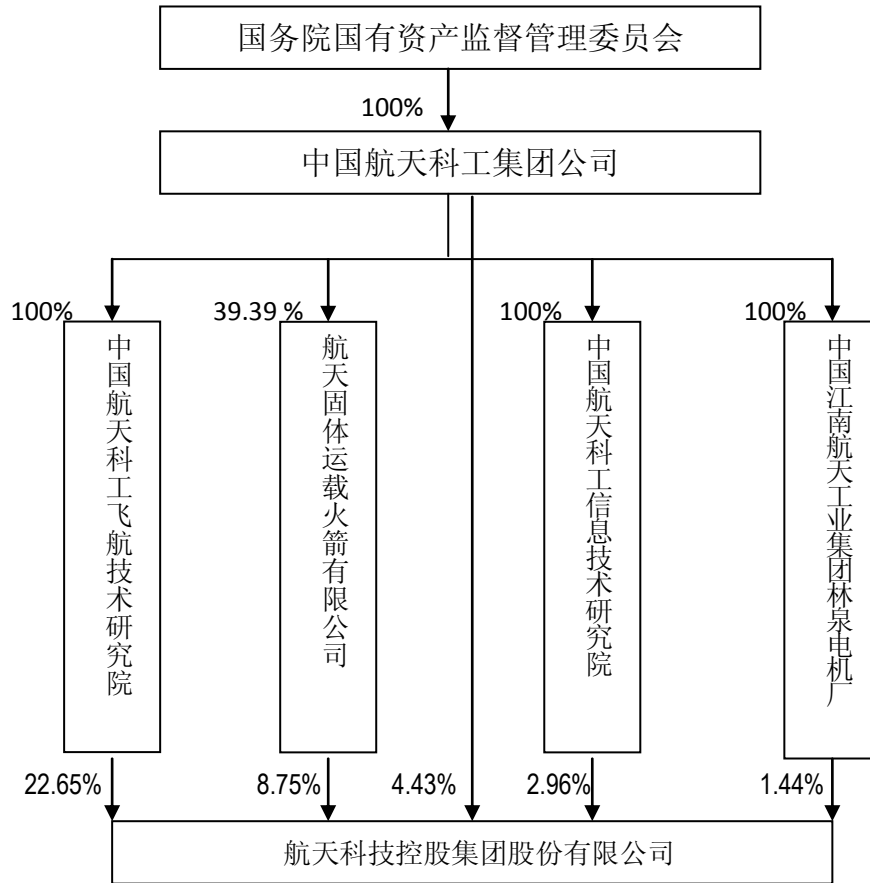 国务院国有资产监督管理委员会
100%
中国航天科工集团公司
100%
39.39 %
100%
100%
中国航天科工飞航技术研究院
航天固体运载火箭有限公司
中国航天科工信息技术研究院
中国江南航天工业集团林泉电机厂
22.65%
8.75%
4.43%
2.96%
1.44%
航天科技控股集团股份有限公司